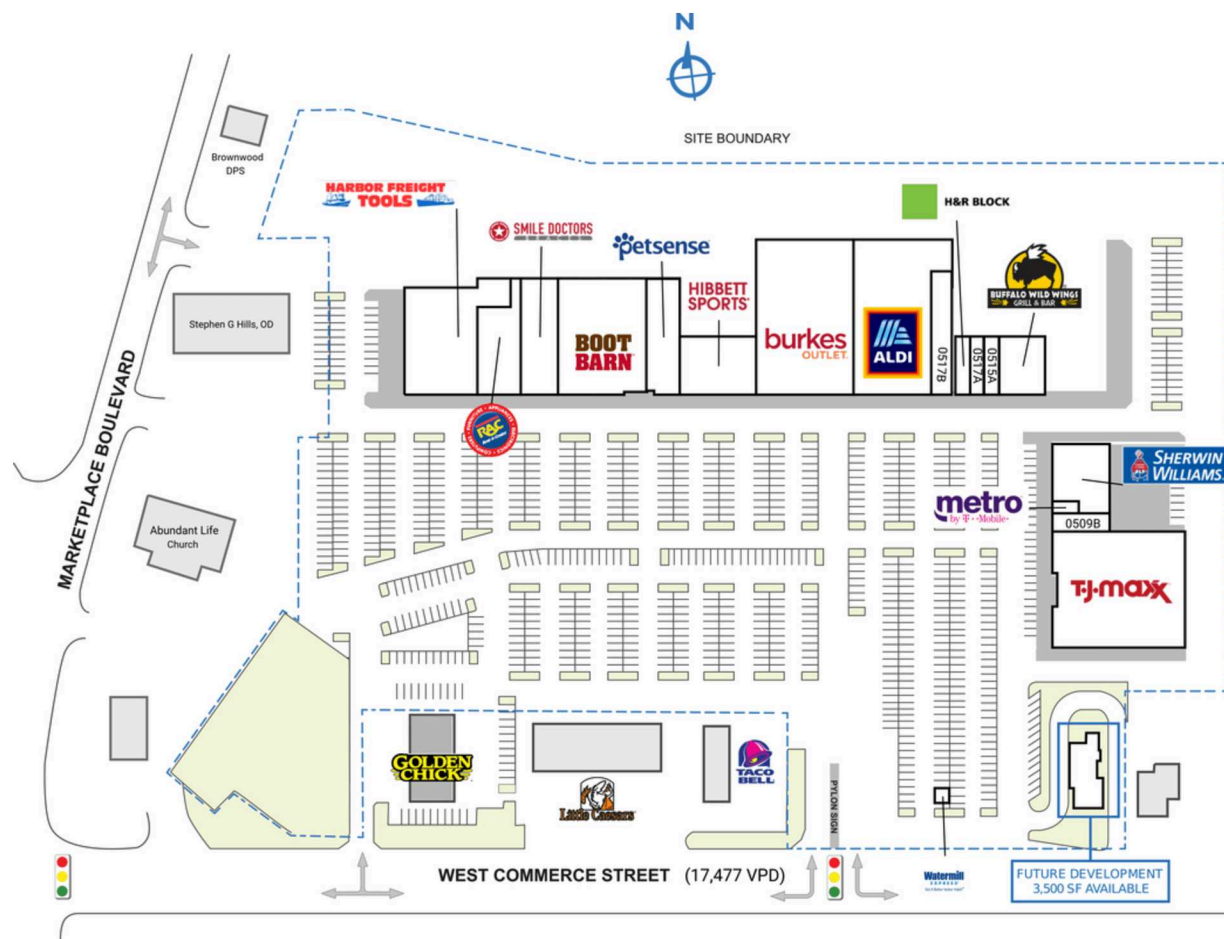 N
SITE BOUNDARY
Brownwood
DPS
HARBOR FREIGHT
TOOLS
SMILE DOCTORS
petsense
H&R BLOCK
HIBBETT
SPORTS
BUFFALO WILD WINGS
GRILL & BAR
Stephen G Hills, OD
BOOT
BARN
burkes
OUTLET
ALDI
0517B
0517A
0515A
RAC
MARKETPLACE BOULEVARD
SHERWIN
WILLIAMS.
metro
by T-Mobile
0509B
Abundant Life
Church
T·J·maxx
GOLDEN
CHICK
Little Caesars
TACO
BELL
PYLON SIGN
WEST COMMERCE STREET (17,477 VPD)
Watermill
EXPRESS
FUTURE DEVELOPMENT
3,500 SF AVAILABLE